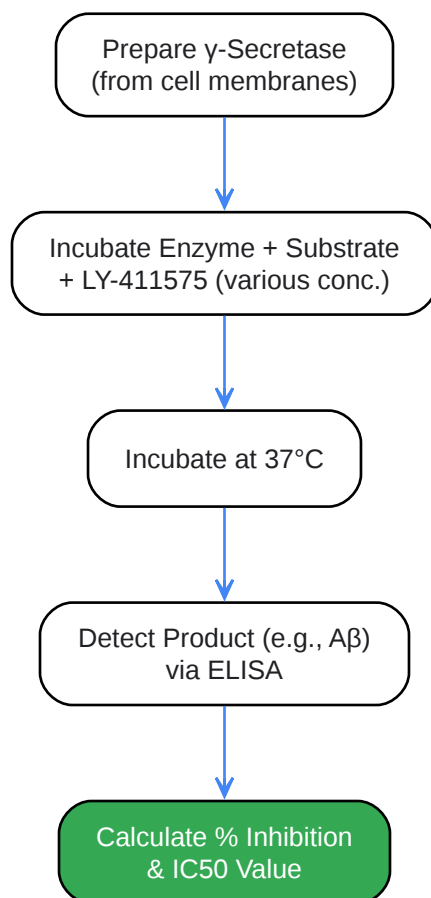 Prepare γ-Secretase
(from cell membranes)
Incubate Enzyme + Substrate
+ LY-411575 (various conc.)
Incubate at 37°C
Detect Product (e.g., Aβ)
via ELISA
Calculate % Inhibition
& IC50 Value